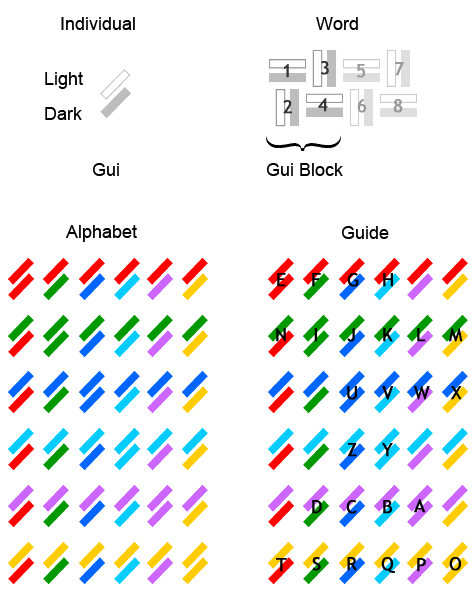 Individual Word
Light
Dark
1 3 5 7
2 4 6 8
Gui Gui Block
Alphabet Guide
E F G H
N I J K L M
U V W X
Z Y
D C B A
T S R Q P O